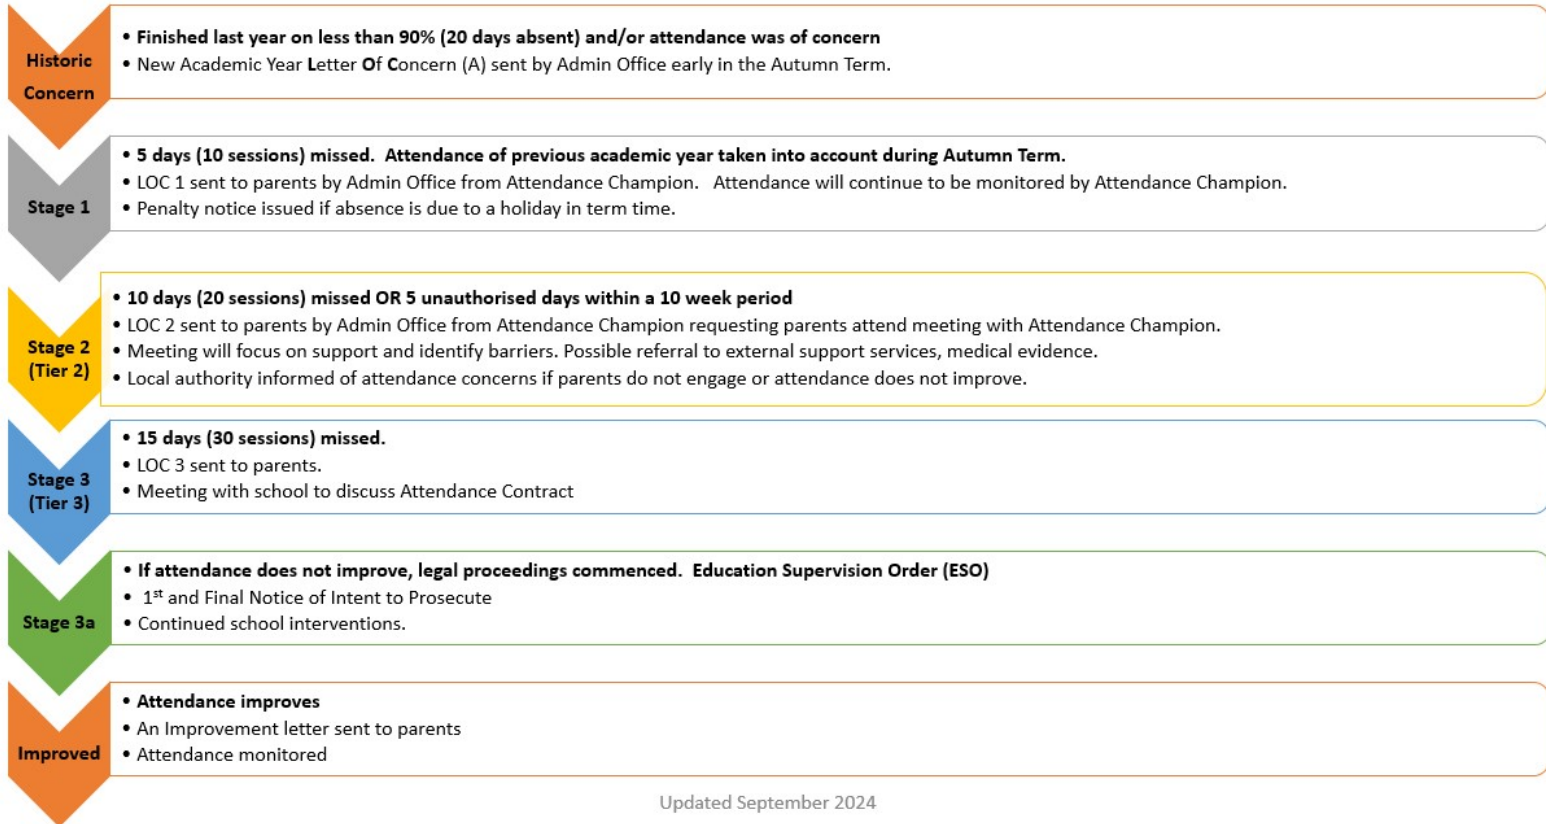 Historic
Concern
• Finished last year on less than 90% (20 days absent) and/or attendance was of concern
• New Academic Year Letter Of Concern (A) sent by Admin Office early in the Autumn Term.
Stage 1
• 5 days (10 sessions) missed.  Attendance of previous academic year taken into account during Autumn Term.
• LOC 1 sent to parents by Admin Office from Attendance Champion.   Attendance will continue to be monitored by Attendance Champion.
• Penalty notice issued if absence is due to a holiday in term time.
Stage 2
(Tier 2)
• 10 days (20 sessions) missed OR 5 unauthorised days within a 10 week period
• LOC 2 sent to parents by Admin Office from Attendance Champion requesting parents attend meeting with Attendance Champion.
• Meeting will focus on support and identify barriers. Possible referral to external support services, medical evidence.
• Local authority informed of attendance concerns if parents do not engage or attendance does not improve.
Stage 3
(Tier 3)
• 15 days (30 sessions) missed.
• LOC 3 sent to parents.
• Meeting with school to discuss Attendance Contract
Stage 3a
• If attendance does not improve, legal proceedings commenced.  Education Supervision Order (ESO)
• 1st and Final Notice of Intent to Prosecute
• Continued school interventions.
Improved
• Attendance improves
• An Improvement letter sent to parents
• Attendance monitored
Updated September 2024